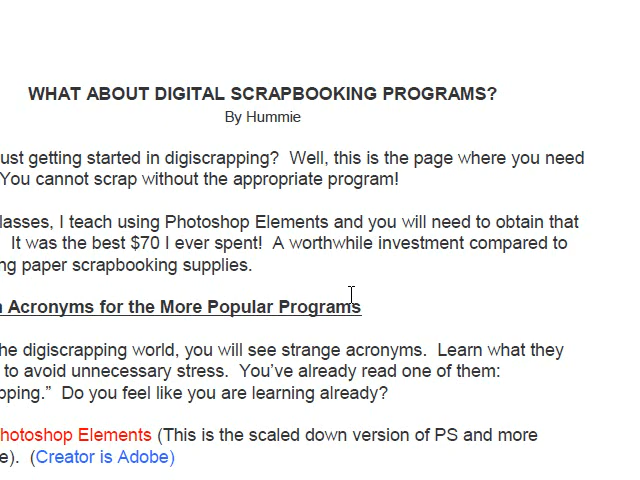 WHAT ABOUT DIGITAL SCRAPBOOKING PROGRAMS?
By Hummie
ust getting started in digiscrapping? Well, this is the page where you need
You cannot scrap without the appropriate program!
lasses, I teach using Photoshop Elements and you will need to obtain that
It was the best $70 I ever spent! A worthwhile investment compared to
ng paper scrapbooking supplies.
n Acronyms for the More Popular Programs
he digiscrapping world, you will see strange acronyms. Learn what they
to avoid unnecessary stress. You've already read one of them:
pping.” Do you feel like you are learning already?
hotoshop Elements (This is the scaled down version of PS and more
e). (Creator is Adobe)